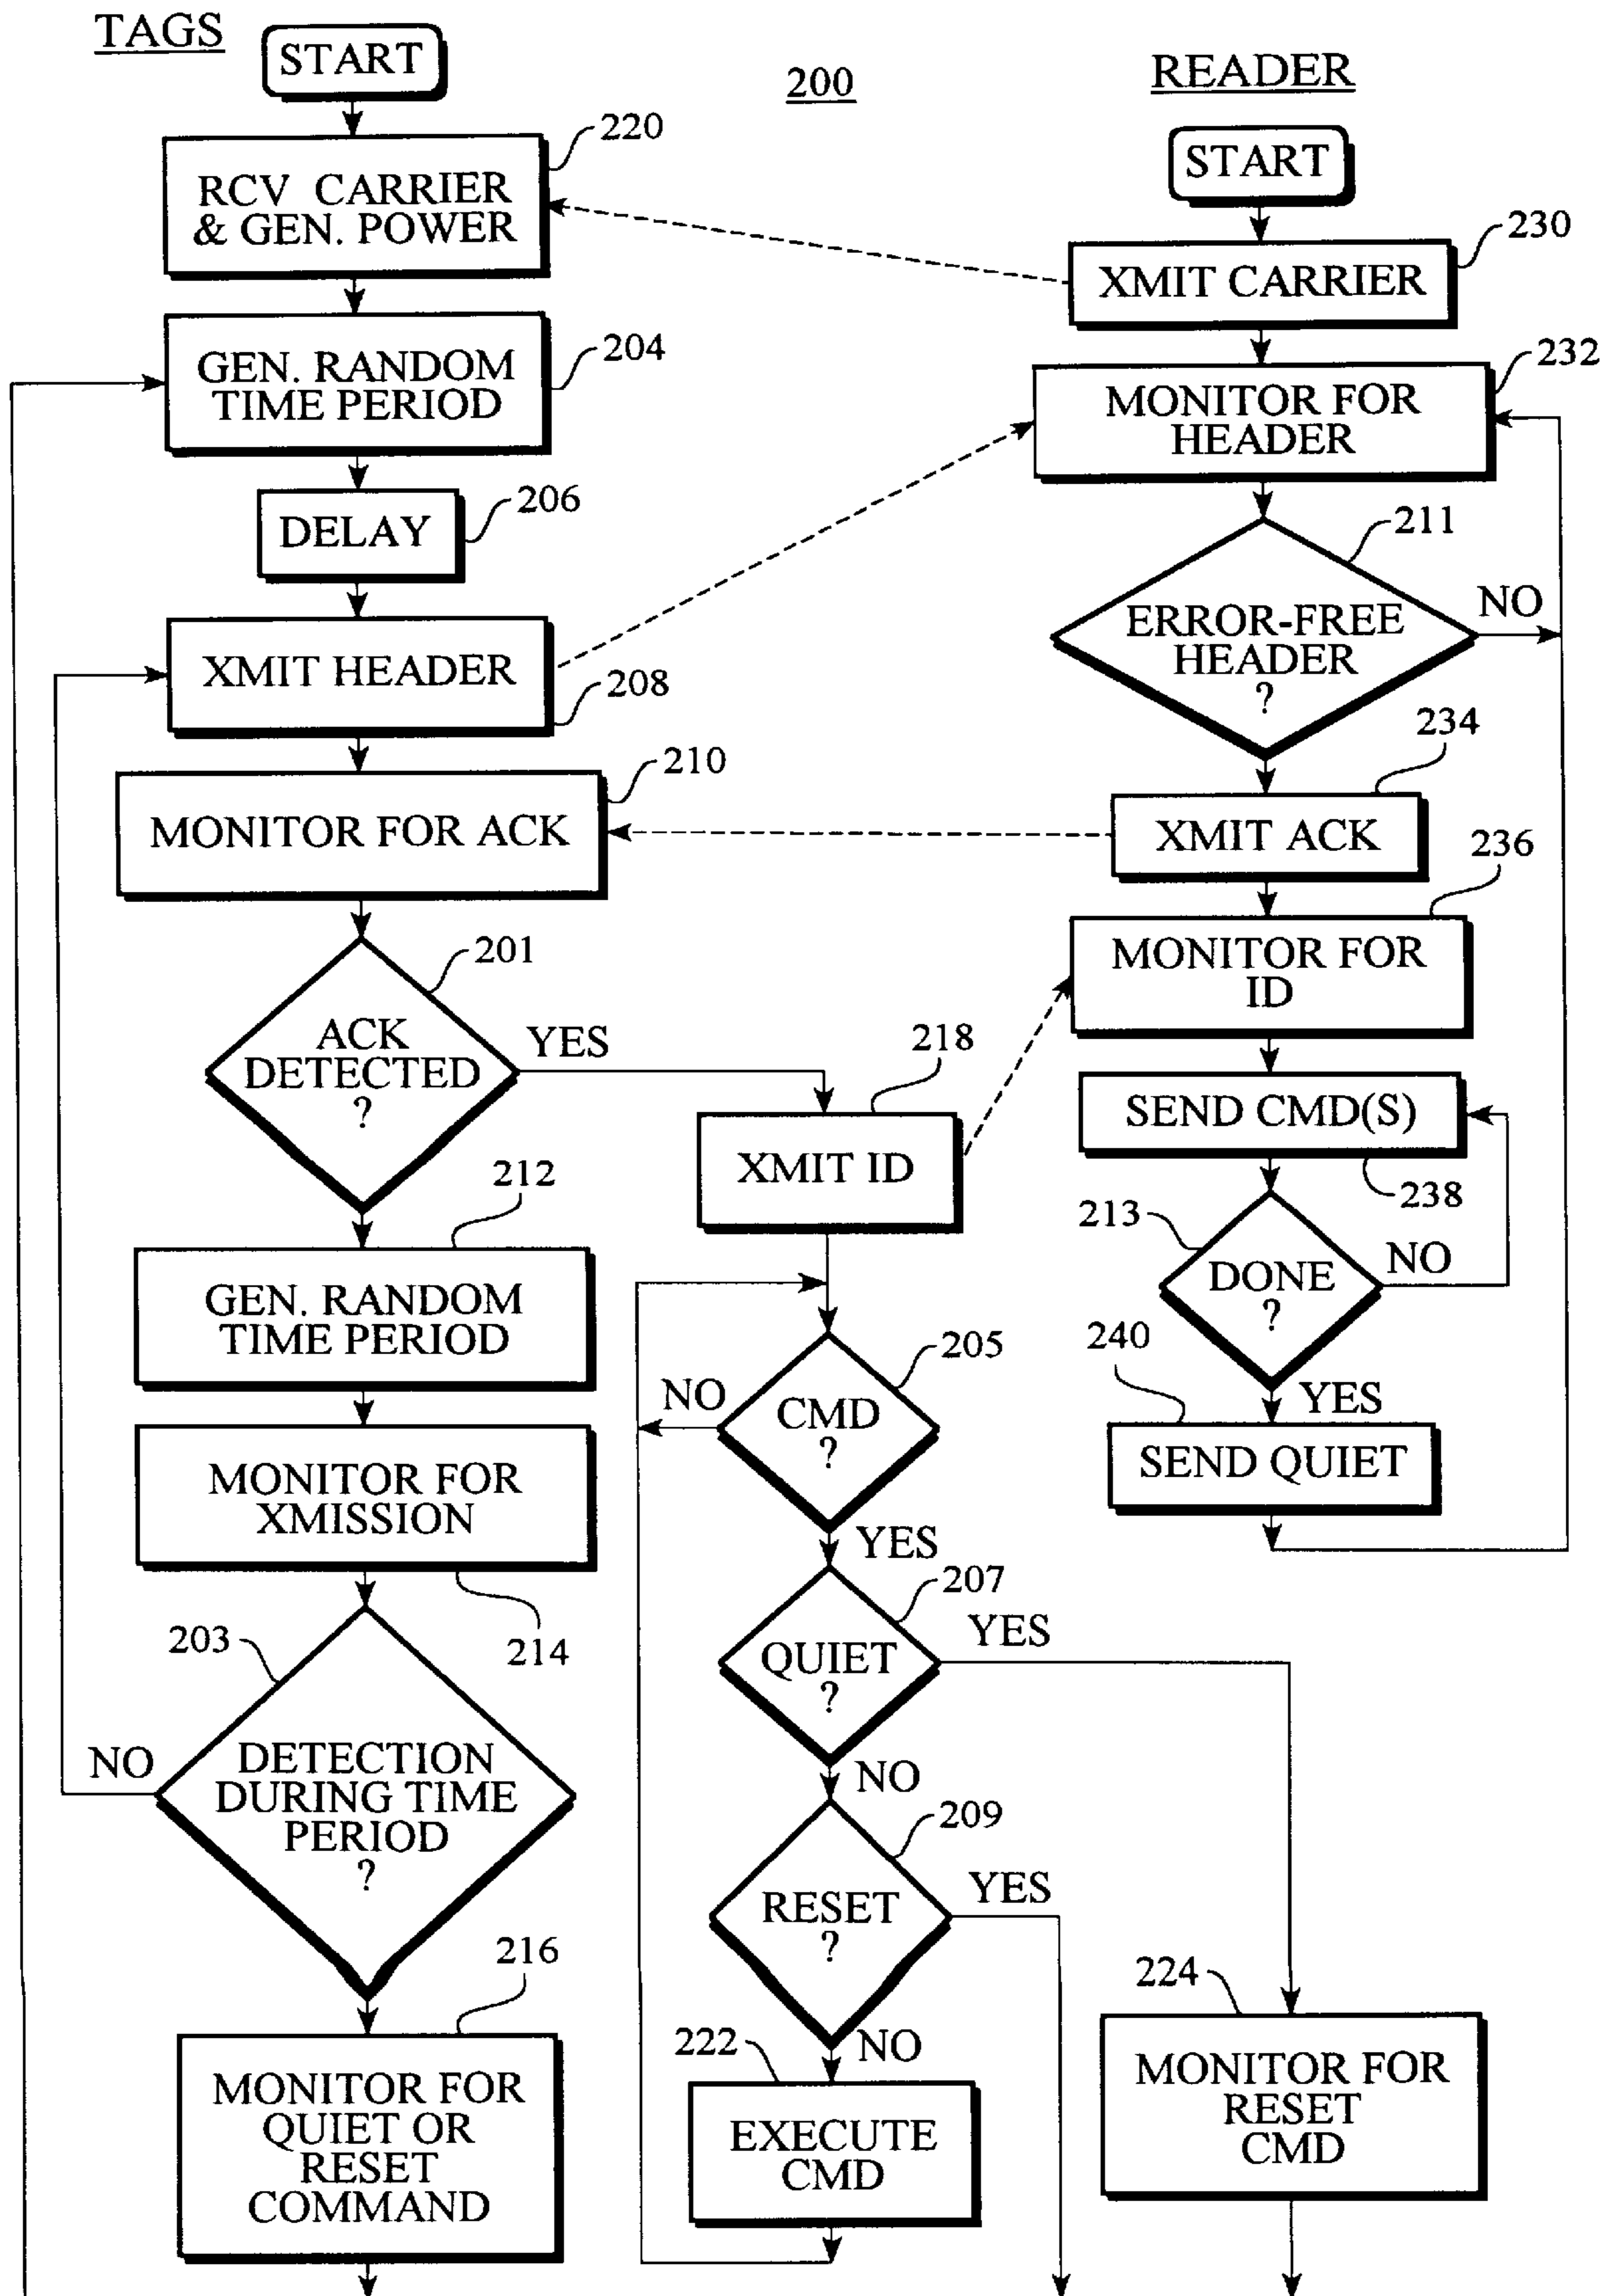 TAGS
START
220
RCV CARRIER
& GEN. POWER
GEN. RANDOM
TIME PERIOD
204
DELAY
206
XMIT HEADER
208
MONITOR FOR ACK
210
ACK
DETECTED
?
201
YES
212
GEN. RANDOM
TIME PERIOD
MONITOR FOR
XMISSION
214
203
NO
DETECTION
DURING TIME
PERIOD
?
216
MONITOR FOR
QUIET OR
RESET
COMMAND
200
218
XMIT ID
205
NO
CMD
?
YES
207
YES
QUIET
?
NO
209
YES
RESET
?
NO
222
EXECUTE
CMD
224
MONITOR FOR
RESET
CMD
READER
START
230
XMIT CARRIER
232
MONITOR FOR
HEADER
211
NO
ERROR-FREE
HEADER
?
234
XMIT ACK
236
MONITOR FOR
ID
SEND CMD(S)
238
213
NO
DONE
?
240
YES
SEND QUIET